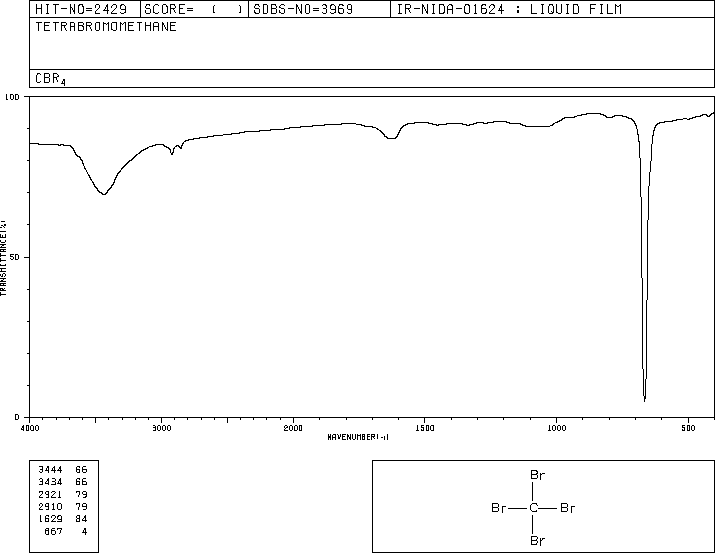 HIT-NO=2429 SCORE= ( ) SDBS-NO=3969 IR-NIDA-01624 : LIQUID FILM
TETRABROMOMETHANE
CBR4
100
50
0
TRANSMITTANCE(%)
4000 3000 2000 1500 1000 500
WAVENUMBER(-1)
3444 66
3434 66
2921 79
2910 79
1629 84
667 4
Br
Br C Br
Br